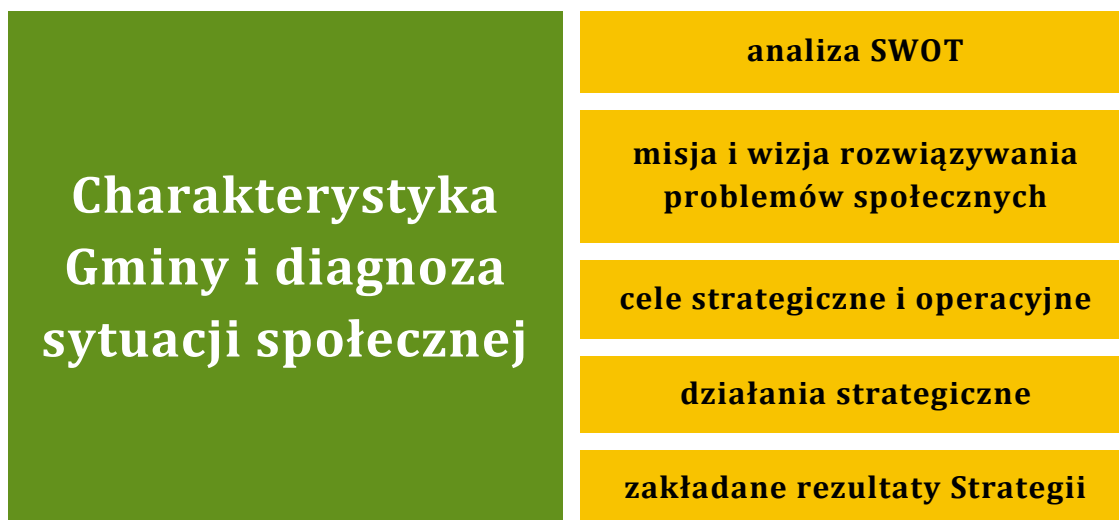 Charakterystyka
Gminy i diagnoza
sytuacji społecznej
analiza SWOT
misja i wizja rozwiązywania
problemów społecznych
cele strategiczne i operacyjne
działania strategiczne
zakładane rezultaty Strategii